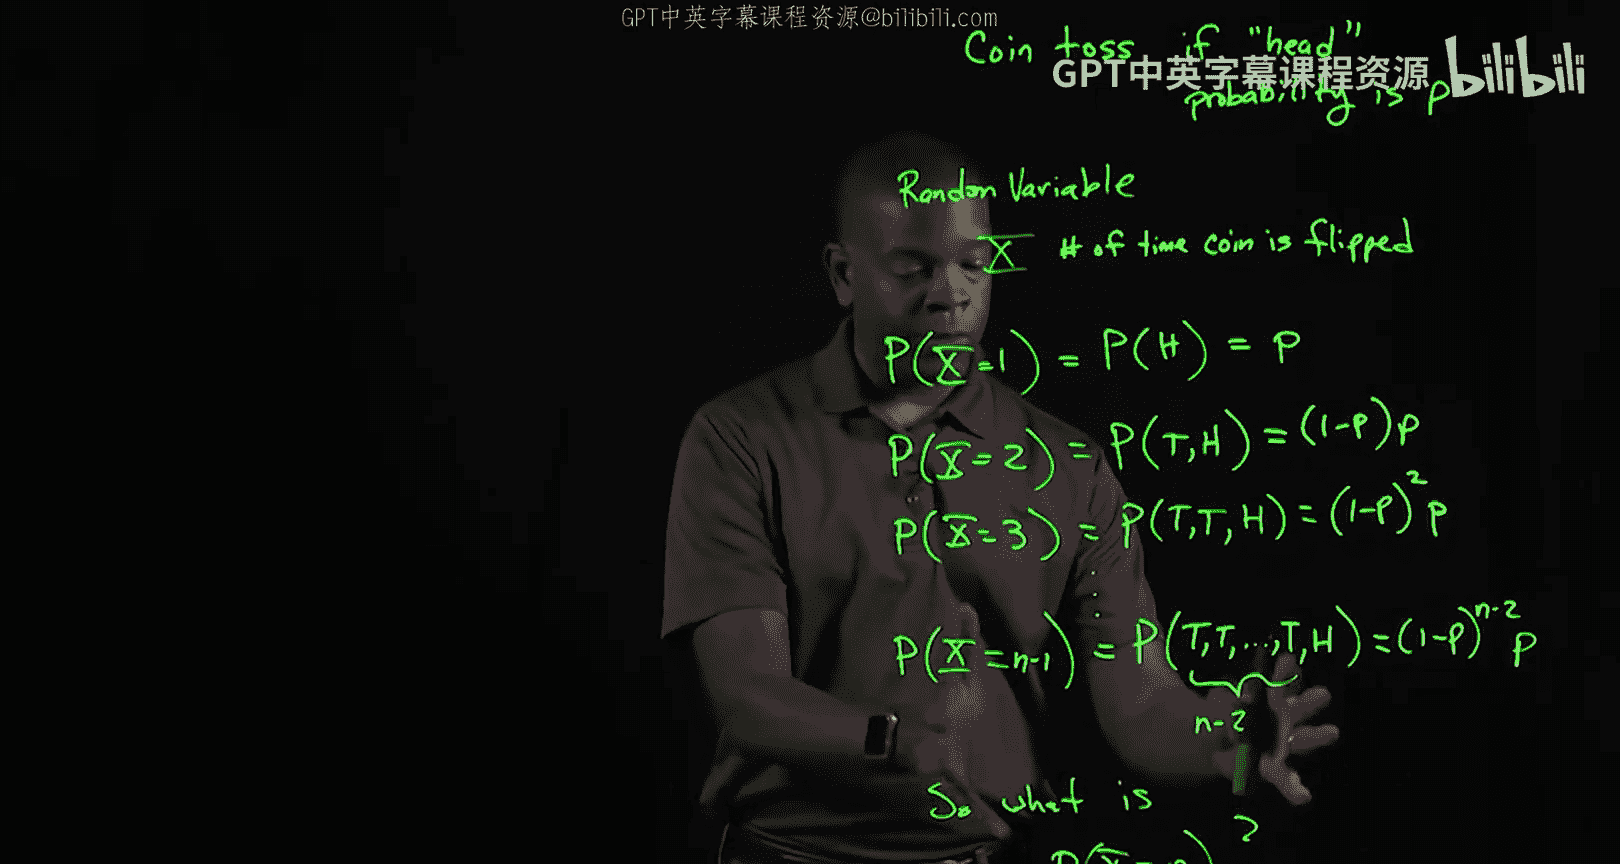 GPT中英字幕课程资源@bilibili.com
Coin toss if "head"
GPT中英字幕课程资源 bilibili
probability is p
Random Variable
X # of time coin is flipped
P(X=1) = P(H) = p
P(X=2) = P(T,H) = (1-P)p
P(X=3) = P(T,T,H) = (1-P)²p
⋮
P(X=n-1) = P(T,T,...,T,H) = (1-P)ⁿ⁻² p
n-2
So what is
?